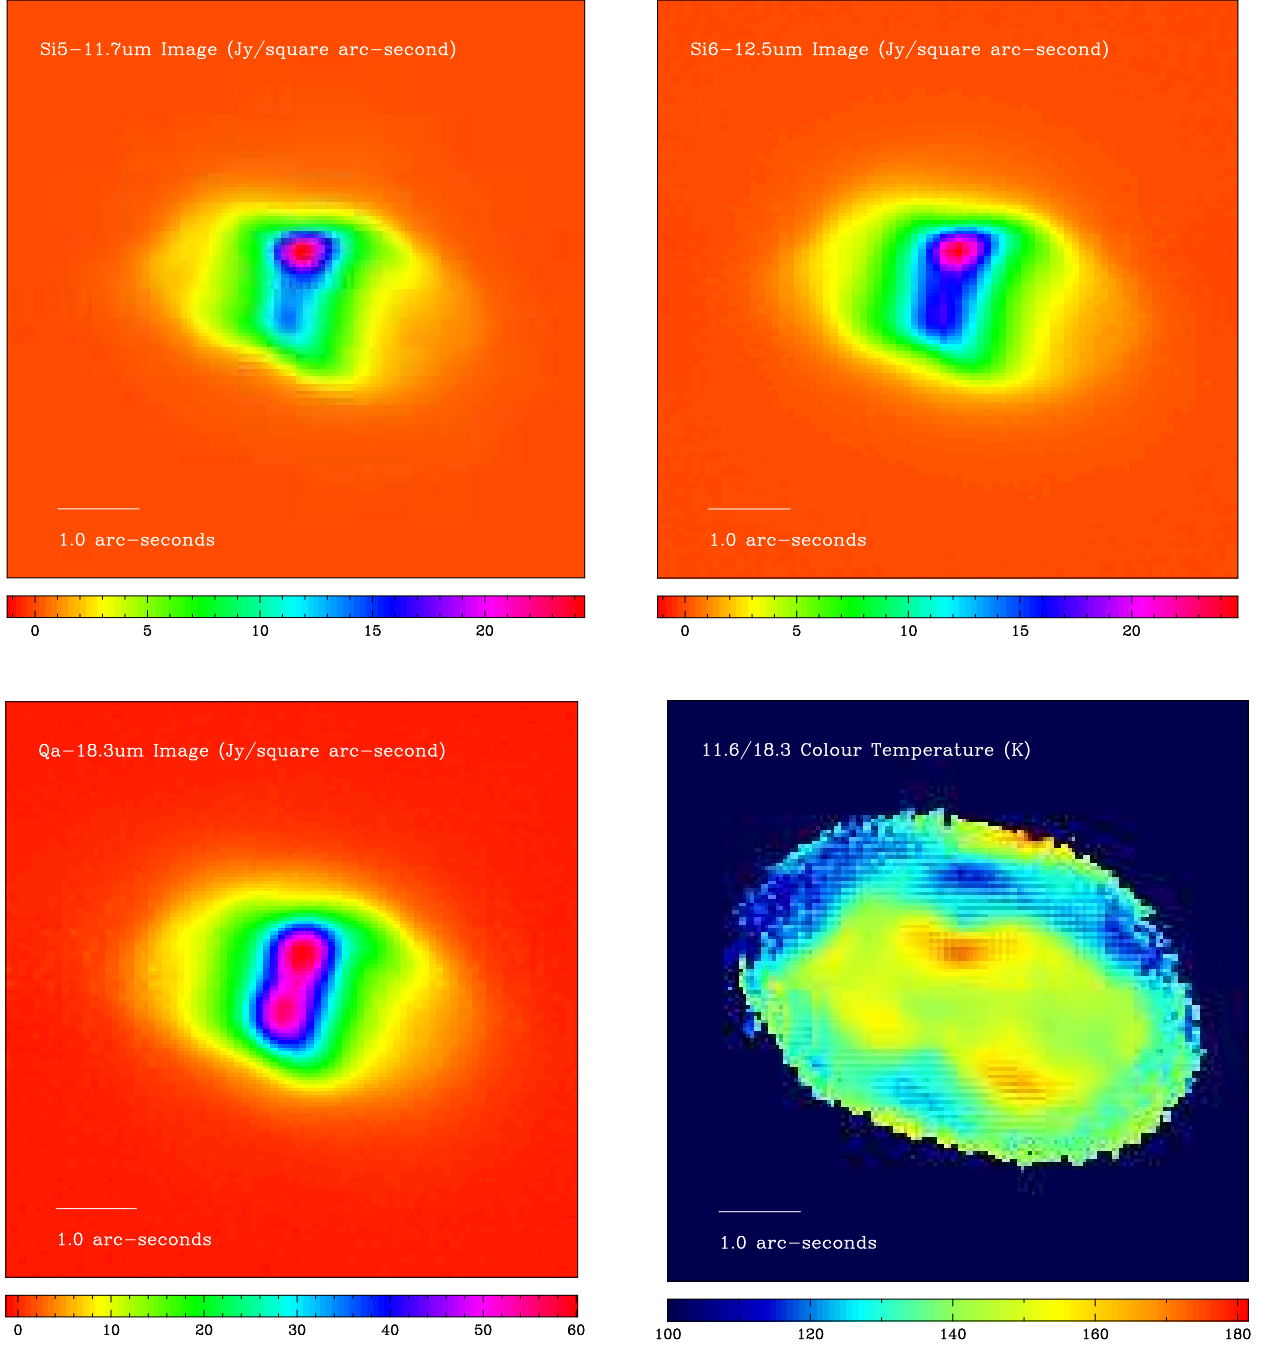 Si5-11.7um Image (Jy/square arc-second)
1.0 arc-seconds
0 5 10 15 20
Si6-12.5um Image (Jy/square arc-second)
1.0 arc-seconds
0 5 10 15 20
Qa-18.3um Image (Jy/square arc-second)
1.0 arc-seconds
0 10 20 30 40 50 60
11.6/18.3 Colour Temperature (K)
1.0 arc-seconds
100 120 140 160 180